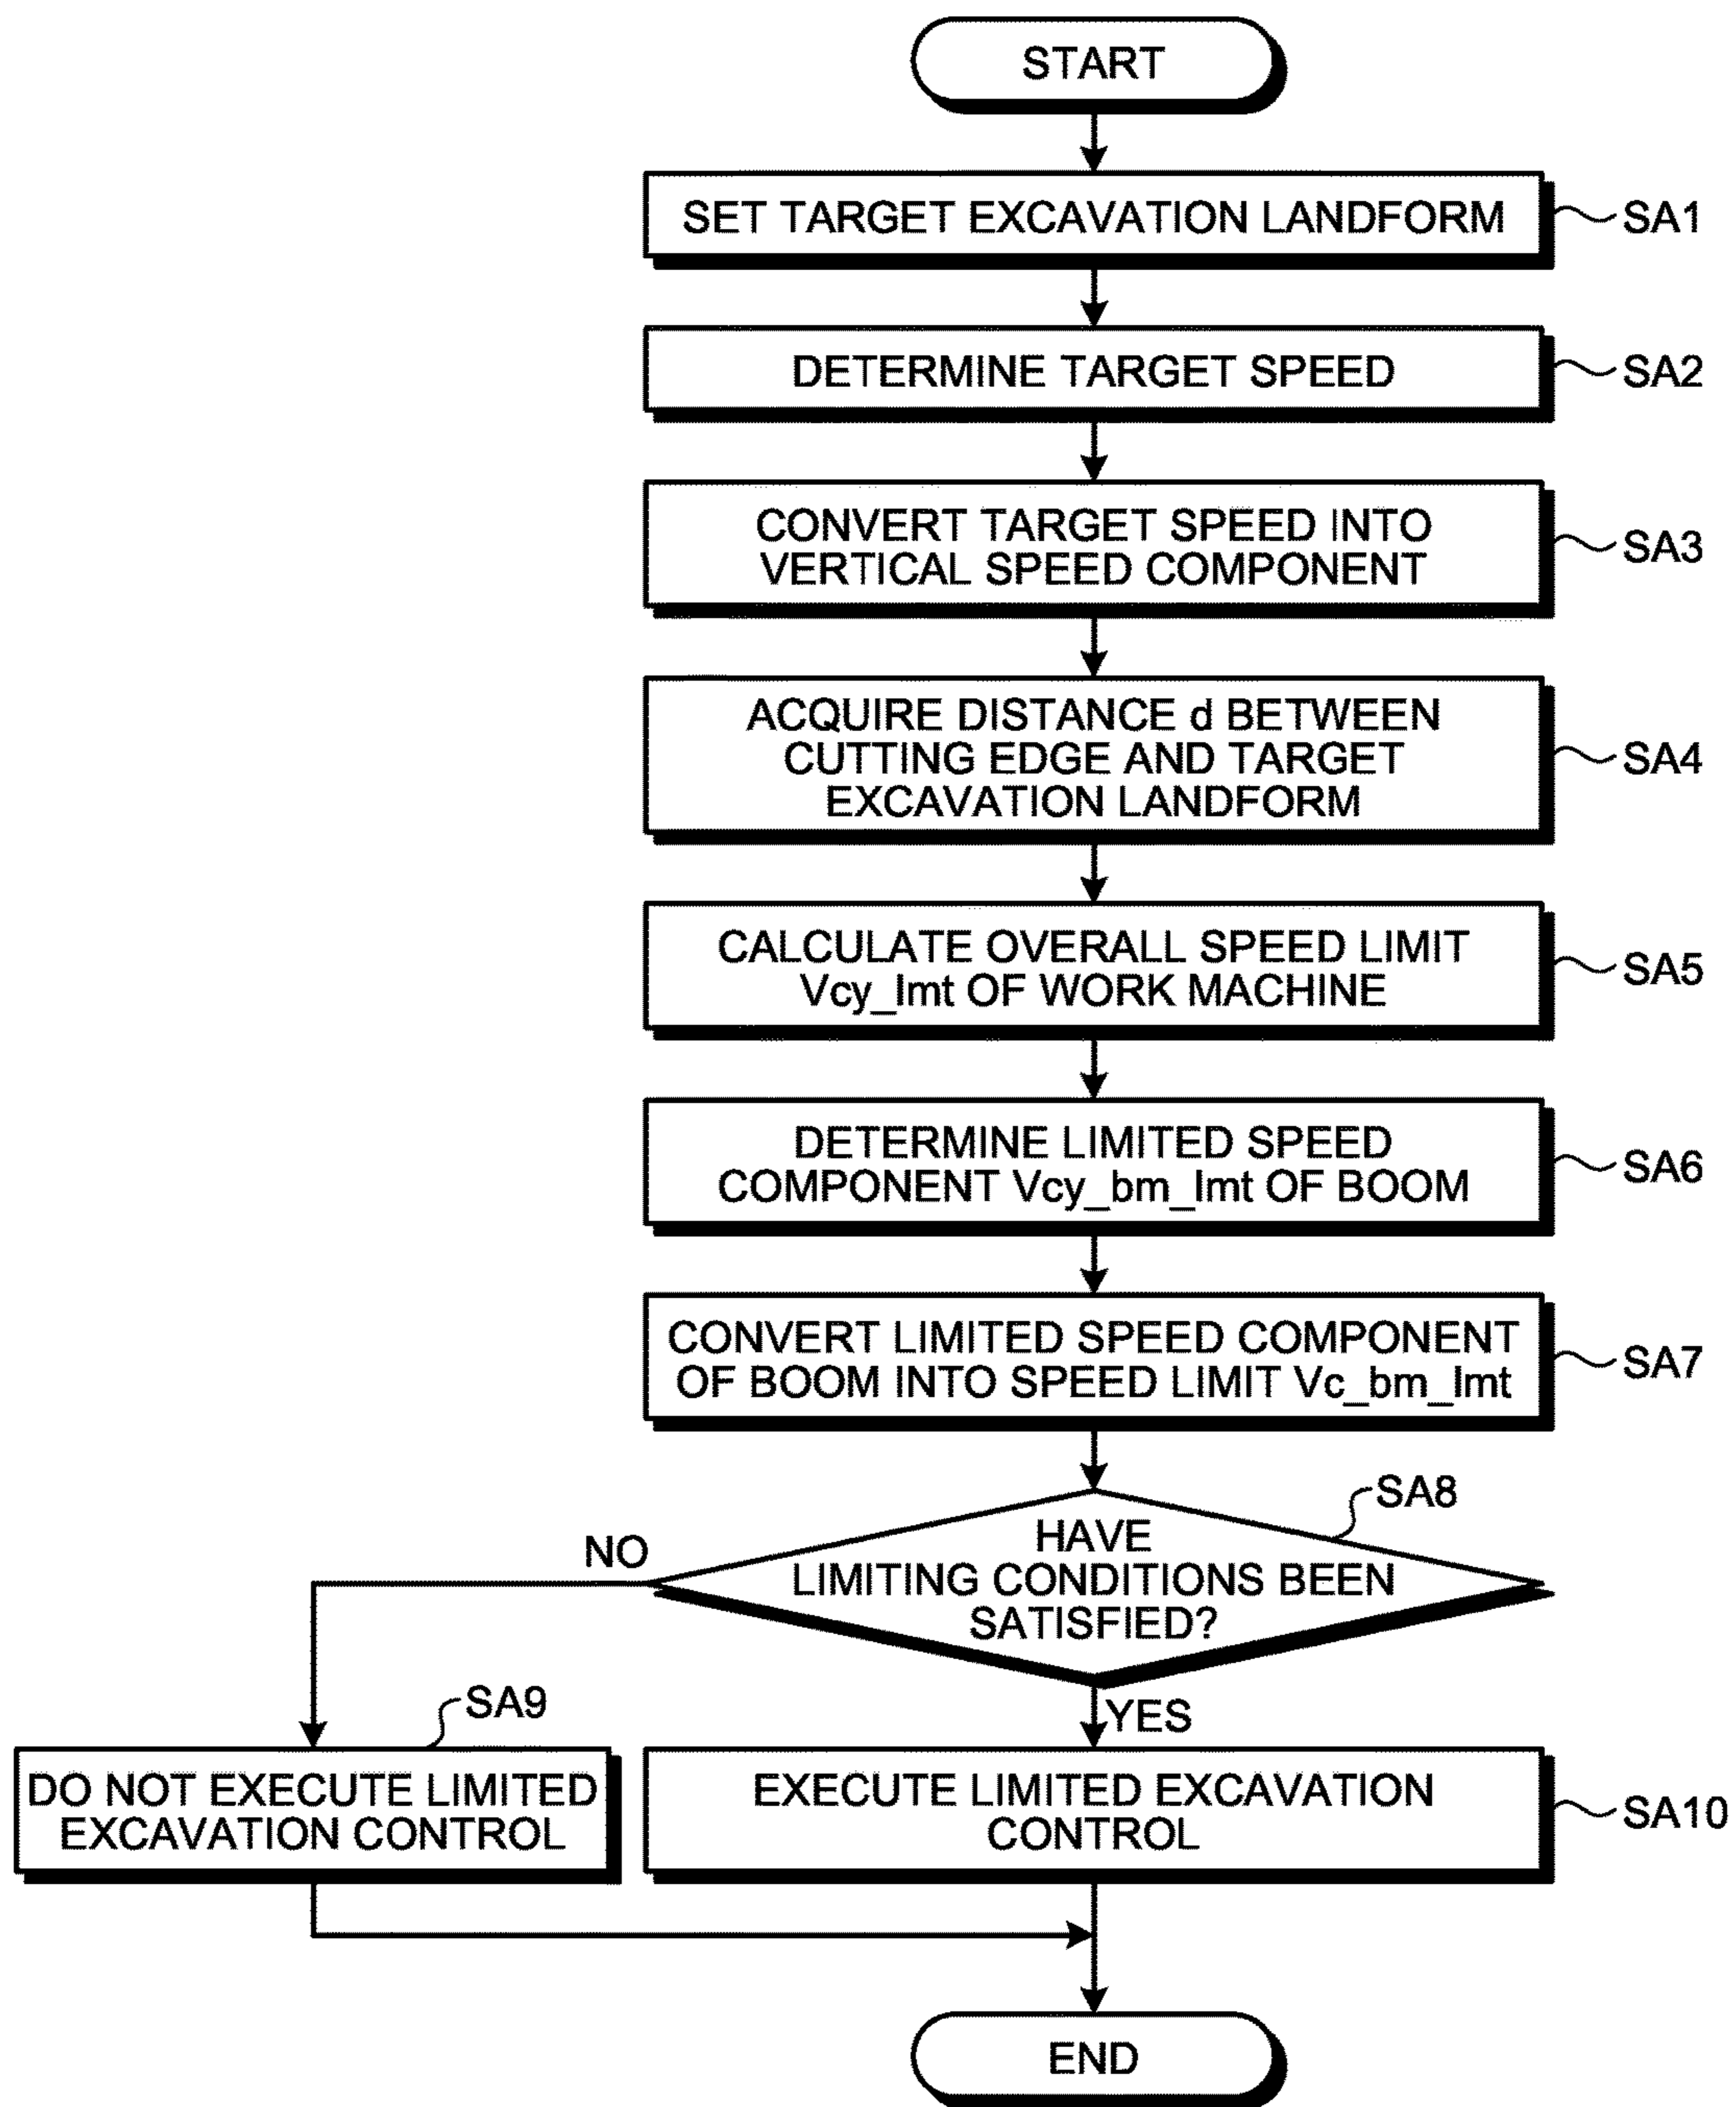 START
SET TARGET EXCAVATION LANDFORM
SA1
DETERMINE TARGET SPEED
SA2
CONVERT TARGET SPEED INTO
VERTICAL SPEED COMPONENT
SA3
ACQUIRE DISTANCE d BETWEEN
CUTTING EDGE AND TARGET
EXCAVATION LANDFORM
SA4
CALCULATE OVERALL SPEED LIMIT
Vcy_lmt OF WORK MACHINE
SA5
DETERMINE LIMITED SPEED
COMPONENT Vcy_bm_lmt OF BOOM
SA6
CONVERT LIMITED SPEED COMPONENT
OF BOOM INTO SPEED LIMIT Vc_bm_lmt
SA7
SA8
HAVE
LIMITING CONDITIONS BEEN
SATISFIED?
NO
YES
SA9
DO NOT EXECUTE LIMITED
EXCAVATION CONTROL
EXECUTE LIMITED EXCAVATION
CONTROL
SA10
END